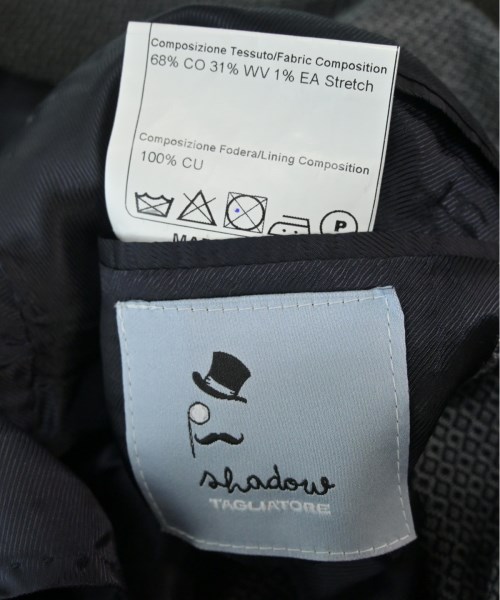 Composizione Tessuto/Fabric Composition
68% CO 31% WV 1% EA Stretch
Composizione Fodera/Lining Composition
100% CU
P
shadow
TAGLIATORE